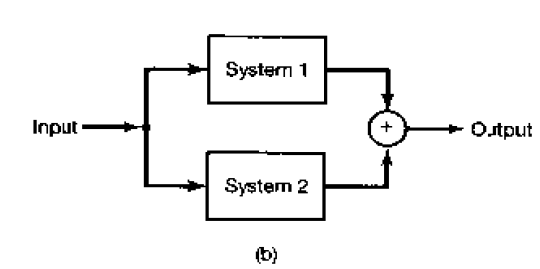 System 1
Input
+
Output
System 2
(b)